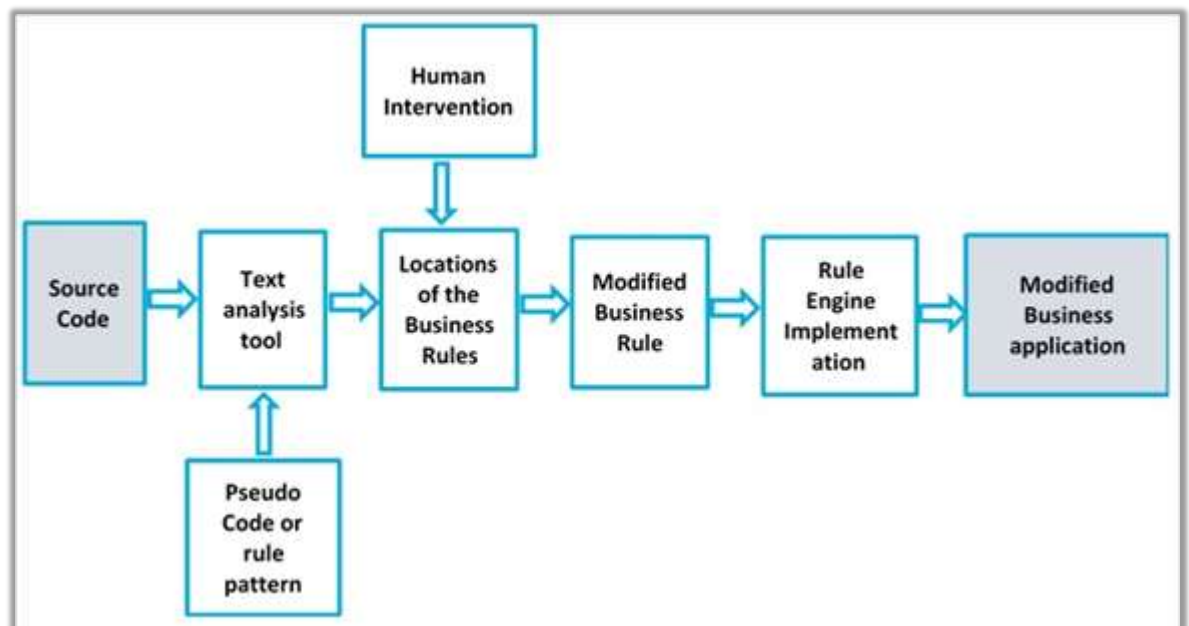 Human
Intervention
Source
Code
Text
analysis
tool
Locations
of the
Business
Rules
Modified
Business
Rule
Rule
Engine
Implement
ation
Modified
Business
application
Pseudo
Code or
rule
pattern